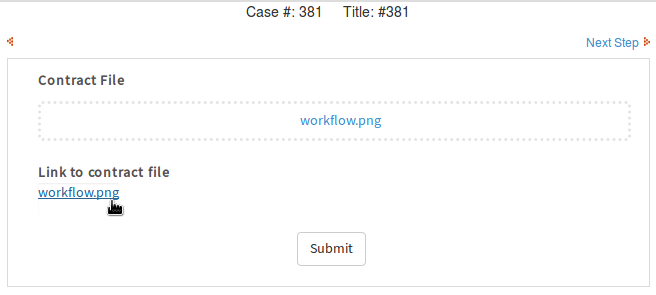 Case #: 381 Title: #381
Next Step
Contract File
workflow.png
Link to contract file
workflow.png
Submit